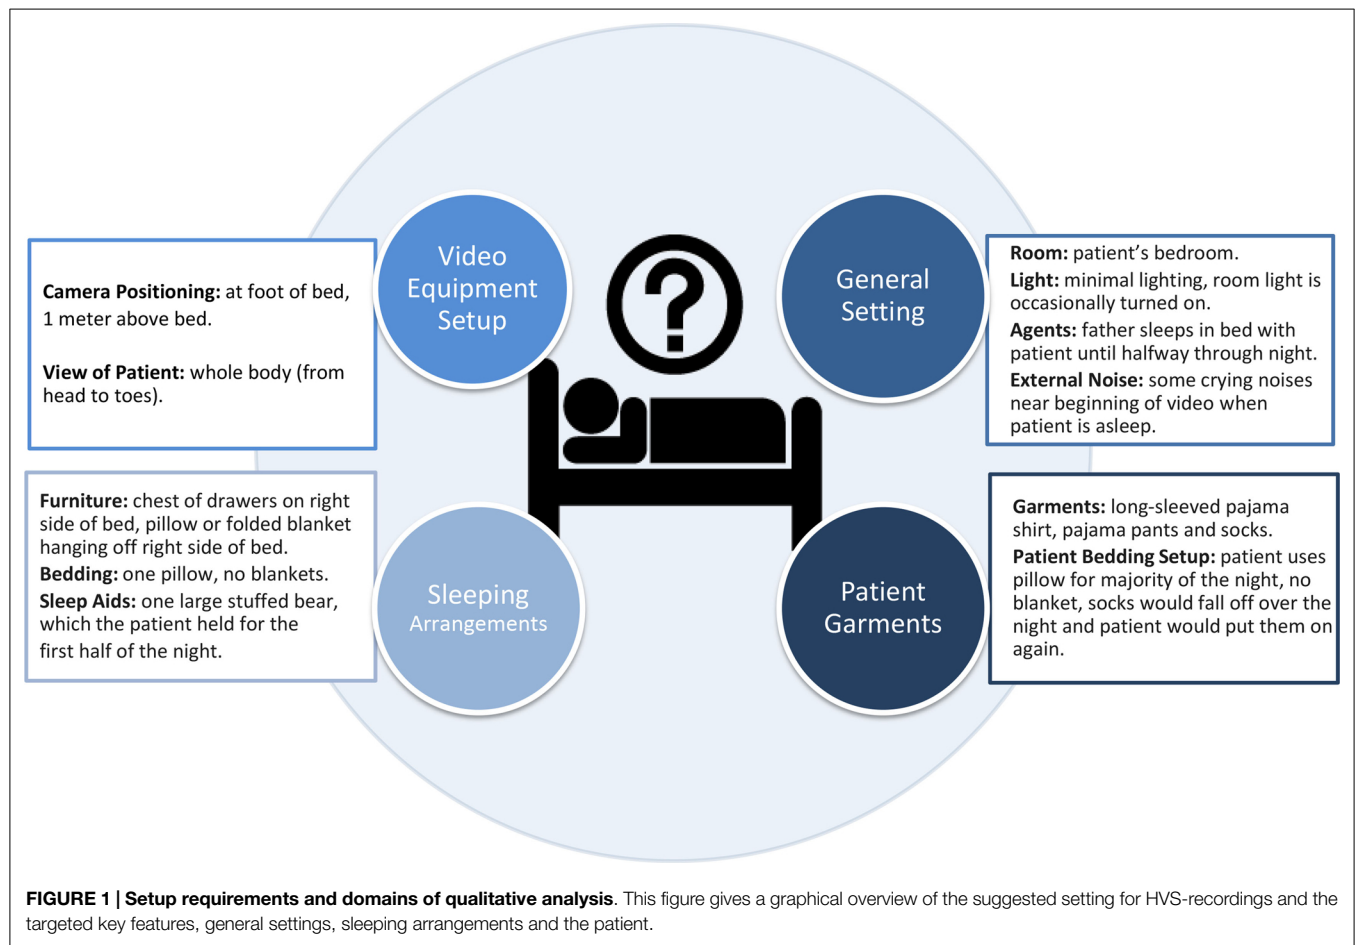 Video
Equipment
Setup
Camera Positioning: at foot of bed,
1 meter above bed.
View of Patient: whole body (from
head to toes).
?
General
Setting
Room: patient’s bedroom.
Light: minimal lighting, room light is
occasionally turned on.
Agents: father sleeps in bed with
patient until halfway through night.
External Noise: some crying noises
near beginning of video when
patient is asleep.
Furniture: chest of drawers on right
side of bed, pillow or folded blanket
hanging off right side of bed.
Bedding: one pillow, no blankets.
Sleep Aids: one large stuffed bear,
which the patient held for the
first half of the night.
Sleeping
Arrangements
Patient
Garments
Garments: long-sleeved pajama
shirt, pajama pants and socks.
Patient Bedding Setup: patient uses
pillow for majority of the night, no
blanket, socks would fall off over the
night and patient would put them on
again.
FIGURE 1 | Setup requirements and domains of qualitative analysis. This figure gives a graphical overview of the suggested setting for HVS-recordings and the
targeted key features, general settings, sleeping arrangements and the patient.